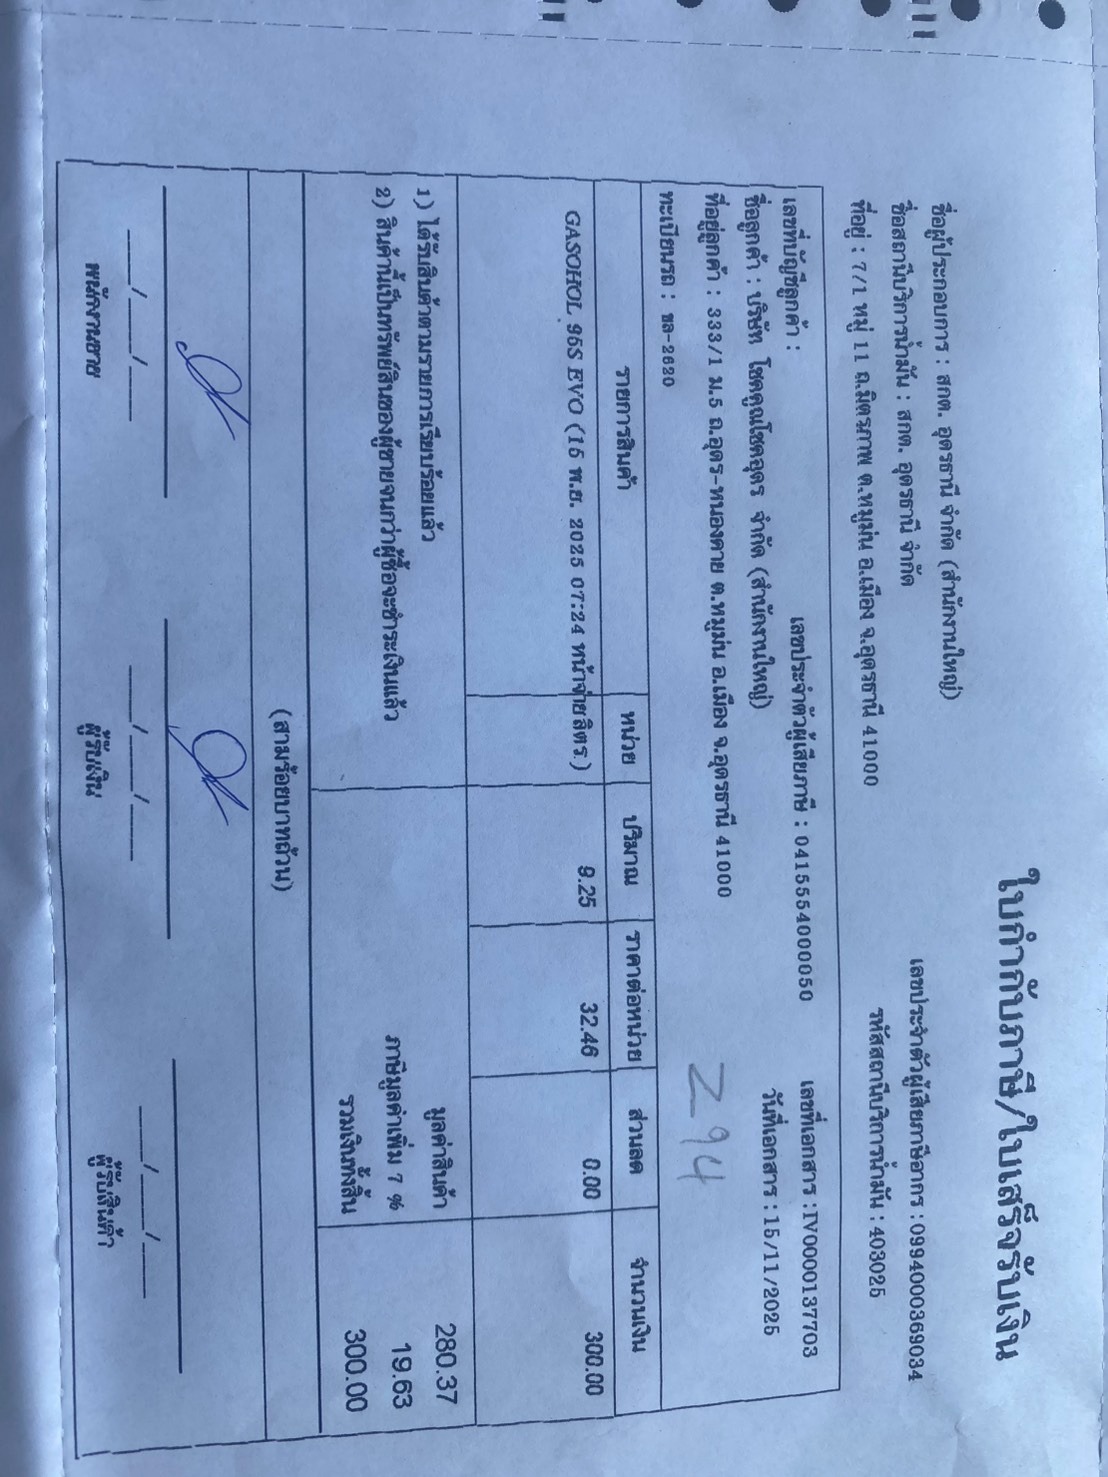 ใบกำกับภาษี/ใบเสร็จรับเงิน
ชื่อผู้ประกอบการ : สกต. อุดรธานี จำกัด (สำนักงานใหญ่) เลขประจำตัวผู้เสียภาษีอากร : 0994000369034
ชื่อสถานีบริการน้ำมัน : สกต. อุดรธานี จำกัด รหัสสถานีบริการน้ำมัน : 403025
ที่อยู่ : 7/1 หมู่ 11 ถ.มิตรภาพ ต.หมูม่น อ.เมือง จ.อุดรธานี 41000
เลขที่บัญชีลูกค้า : เลขประจำตัวผู้เสียภาษี : 0415554000050 เลขที่เอกสาร : IV0000137703
ชื่อลูกค้า : บริษัท โชคคูณโชคอุดร จำกัด (สำนักงานใหญ่) วันที่เอกสาร : 15/11/2025
ที่อยู่ลูกค้า : 333/1 ม.5 ถ.อุดร-หนองคาย ต.หมูม่น อ.เมือง จ.อุดรธานี 41000
ทะเบียนรถ : ขล-2620 294
รายการสินค้า หน่วย ปริมาณ ราคาต่อหน่วย ส่วนลด จำนวนเงิน
GASOHOL 95S EVO (15 พ.ย. 2025 07:24 หน้าจ่าย ลิตร ) 9.25 32.46 0.00 300.00
1) ได้รับสินค้าตามรายการเรียบร้อยแล้ว มูลค่าสินค้า 280.37
2) สินค้านี้เป็นทรัพย์สินของผู้ขายจนกว่าผู้ซื้อจะชำระเงินแล้ว ภาษีมูลค่าเพิ่ม 7 % 19.63
รวมเงินทั้งสิ้น 300.00
(สามร้อยบาทถ้วน)
___/___/___ ___/___/___ ___/___/___
พนักงานขาย ผู้รับเงิน ผู้รับสินค้า